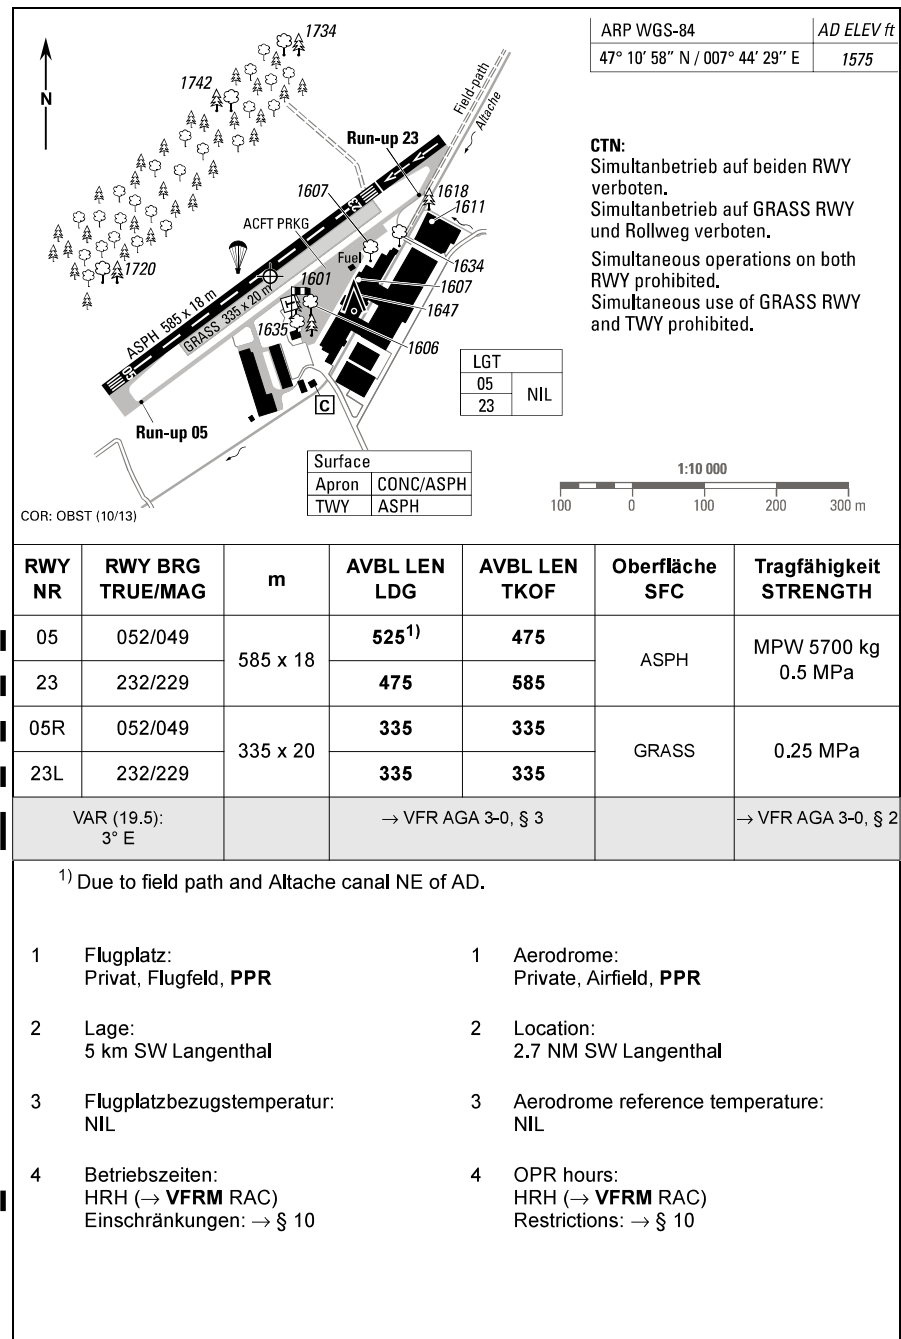 1734
ARP WGS-84 AD ELEV ft
47° 10′ 58″ N / 007° 44′ 29″ E 1575
1742
N
Field-path
Altache
Run-up 23
CTN:
Simultanbetrieb auf beiden RWY
verboten.
Simultanbetrieb auf GRASS RWY
und Rollweg verboten.
Simultaneous operations on both
RWY prohibited.
Simultaneous use of GRASS RWY
and TWY prohibited.
1607
23
1618
1611
ACFT PRKG
Fuel
1634
1720
1601
1607
1647
ASPH 585 x 18 m
GRASS 335 x 20 m
1635
1606
05
C
Run-up 05
LGT
05
23
NIL
Surface
Apron CONC/ASPH
TWY ASPH
1:10 000
100 0 100 200 300 m
COR: OBST (10/13)
RWY RWY BRG m AVBL LEN AVBL LEN Oberfläche Tragfähigkeit
NR TRUE/MAG LDG TKOF SFC STRENGTH
05 052/049 585 x 18 525 1) 475 ASPH MPW 5700 kg
0.5 MPa
23 232/229 475 585
05R 052/049 335 x 20 335 335 GRASS 0.25 MPa
23L 232/229 335 335
VAR (19.5): → VFR AGA 3-0, § 3 → VFR AGA 3-0, § 2
3° E
1) Due to field path and Altache canal NE of AD.
1 Flugplatz:
Privat, Flugfeld, PPR
1 Aerodrome:
Private, Airfield, PPR
2 Lage:
5 km SW Langenthal
2 Location:
2.7 NM SW Langenthal
3 Flugplatzbezugstemperatur:
NIL
3 Aerodrome reference temperature:
NIL
4 Betriebszeiten:
HRH (→ VFRM RAC)
Einschränkungen: → § 10
4 OPR hours:
HRH (→ VFRM RAC)
Restrictions: → § 10